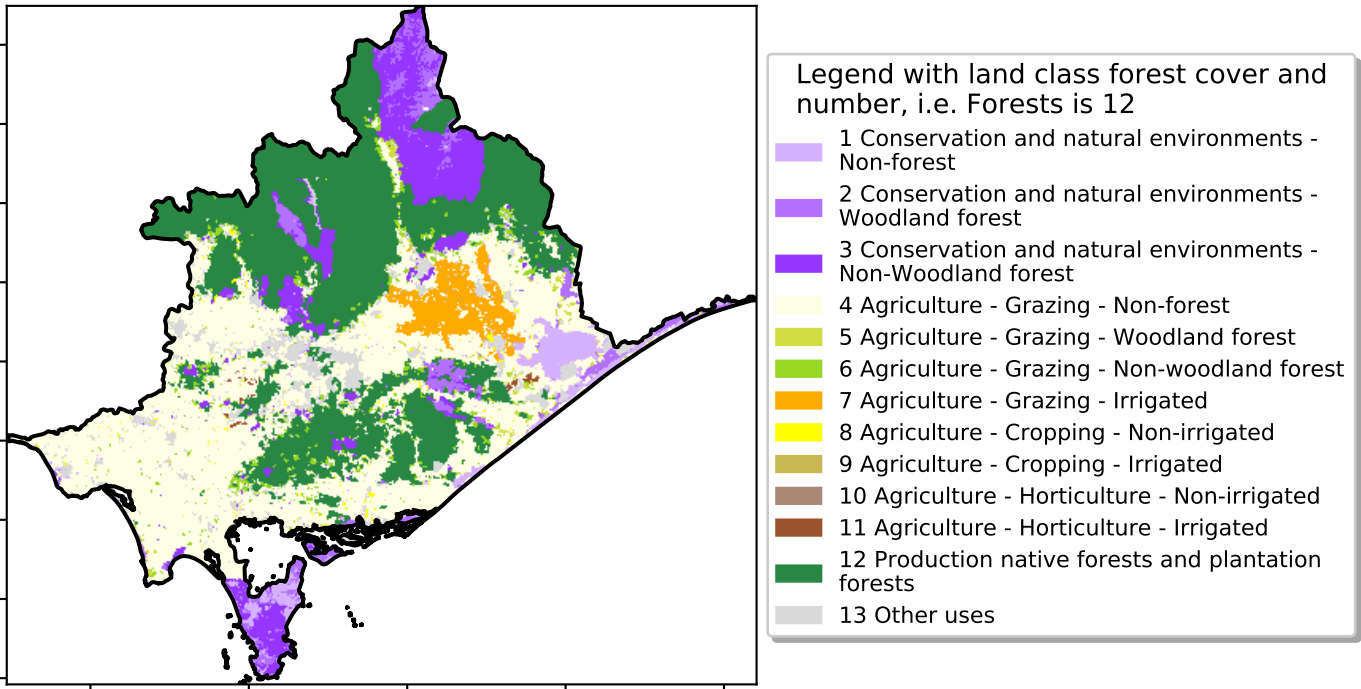 Legend with land class forest cover and
number, i.e. Forests is 12
1 Conservation and natural environments -
Non-forest
2 Conservation and natural environments -
Woodland forest
3 Conservation and natural environments -
Non-Woodland forest
4 Agriculture - Grazing - Non-forest
5 Agriculture - Grazing - Woodland forest
6 Agriculture - Grazing - Non-woodland forest
7 Agriculture - Grazing - Irrigated
8 Agriculture - Cropping - Non-irrigated
9 Agriculture - Cropping - Irrigated
10 Agriculture - Horticulture - Non-irrigated
11 Agriculture - Horticulture - Irrigated
12 Production native forests and plantation
forests
13 Other uses